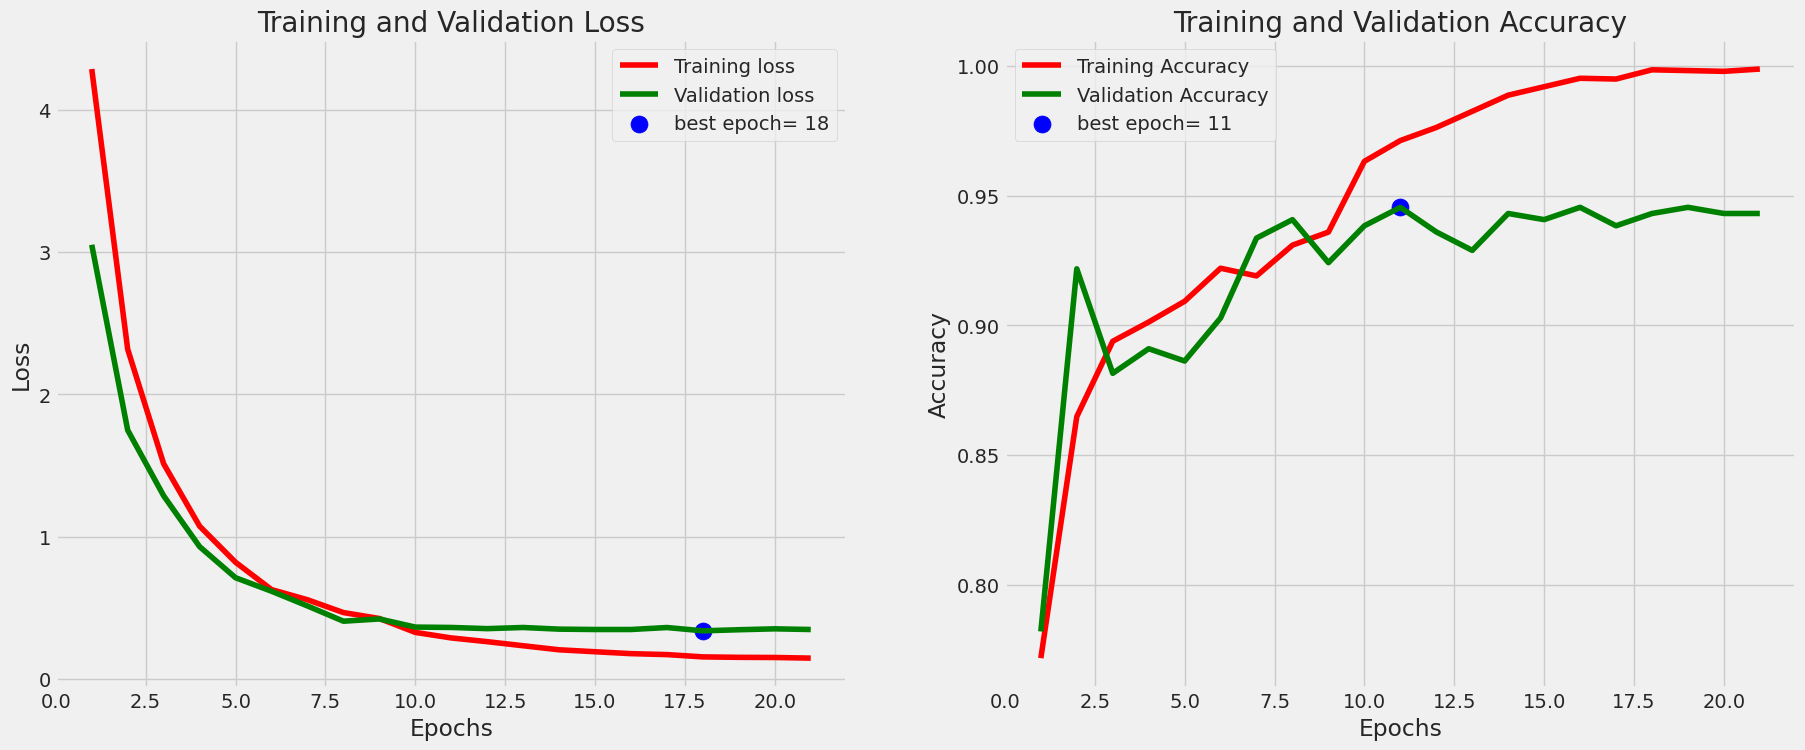 Training and Validation Loss
Training loss
Validation loss
best epoch= 18
4
3
2
1
0
Loss
0.0 2.5 5.0 7.5 10.0 12.5 15.0 17.5 20.0
Epochs
Training and Validation Accuracy
Training Accuracy
Validation Accuracy
best epoch= 11
1.00
0.95
0.90
0.85
0.80
Accuracy
0.0 2.5 5.0 7.5 10.0 12.5 15.0 17.5 20.0
Epochs